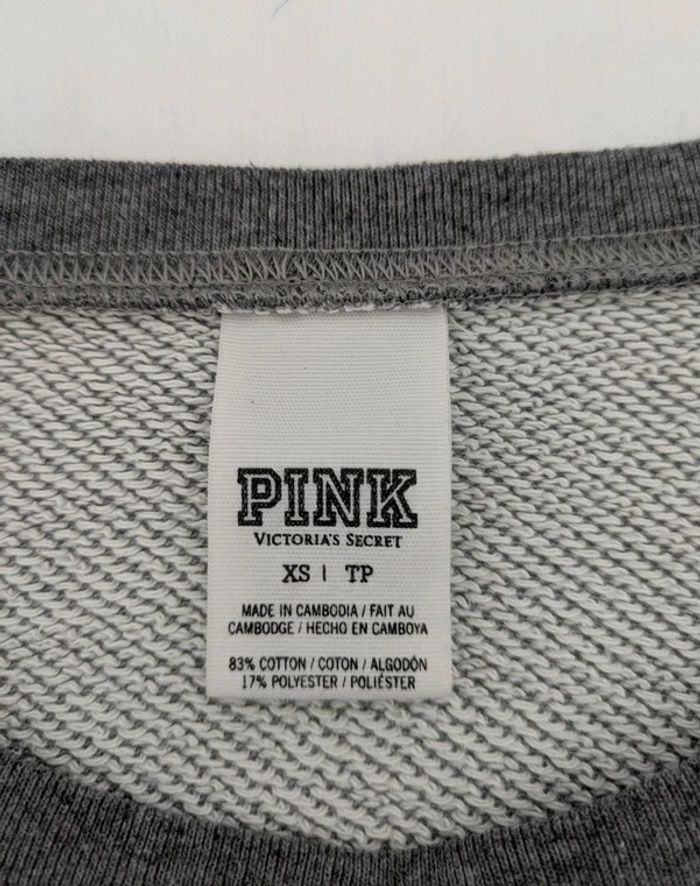 PINK
VICTORIA'S SECRET
XS | TP
MADE IN CAMBODIA / FAIT AU
CAMBODGE / HECHO EN CAMBOYA
83% COTTON / COTON / ALGODÓN
17% POLYESTER / POLIÉSTER